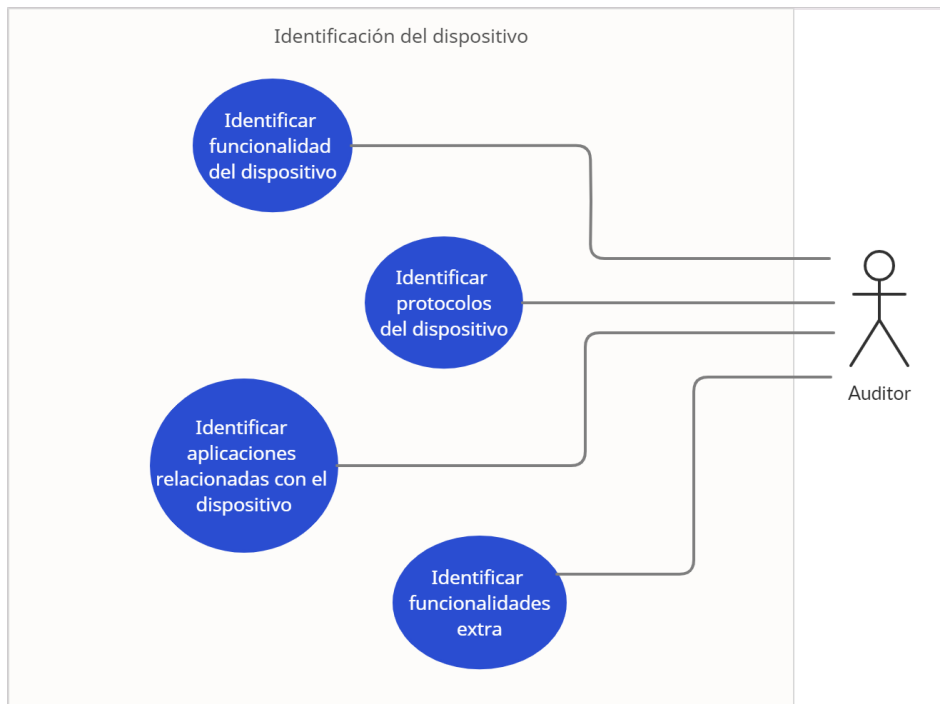 Identificación del dispositivo
Identificar
funcionalidad
del dispositivo
Identificar
protocolos
del dispositivo
Auditor
Identificar
aplicaciones
relacionadas con el
dispositivo
Identificar
funcionalidades
extra